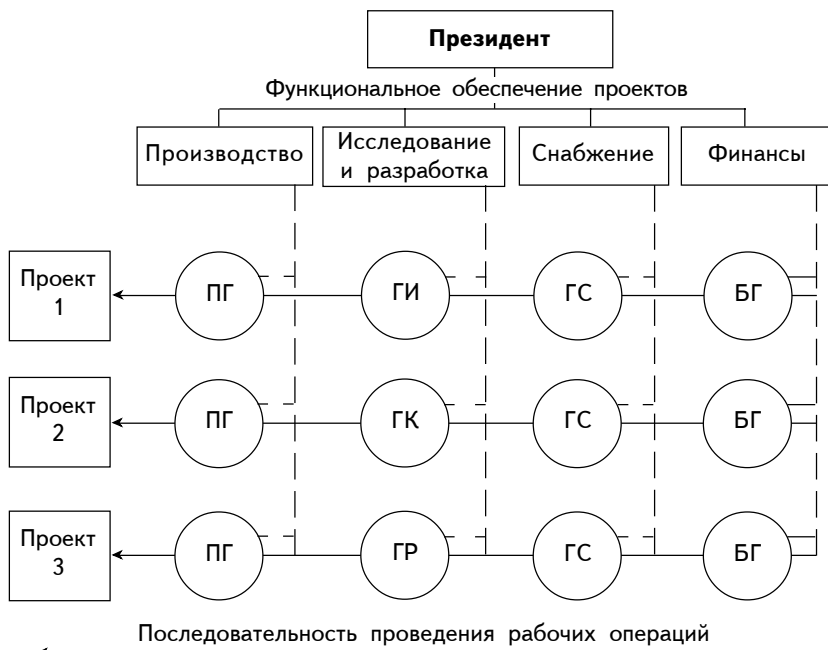 Президент
Функциональное обеспечение проектов
Производство
Исследование
и разработка
Снабжение
Финансы
Проект
1
ПГ
ГИ
ГС
БГ
Проект
2
ПГ
ГК
ГС
БГ
Проект
3
ПГ
ГР
ГС
БГ
Последовательность проведения рабочих операций